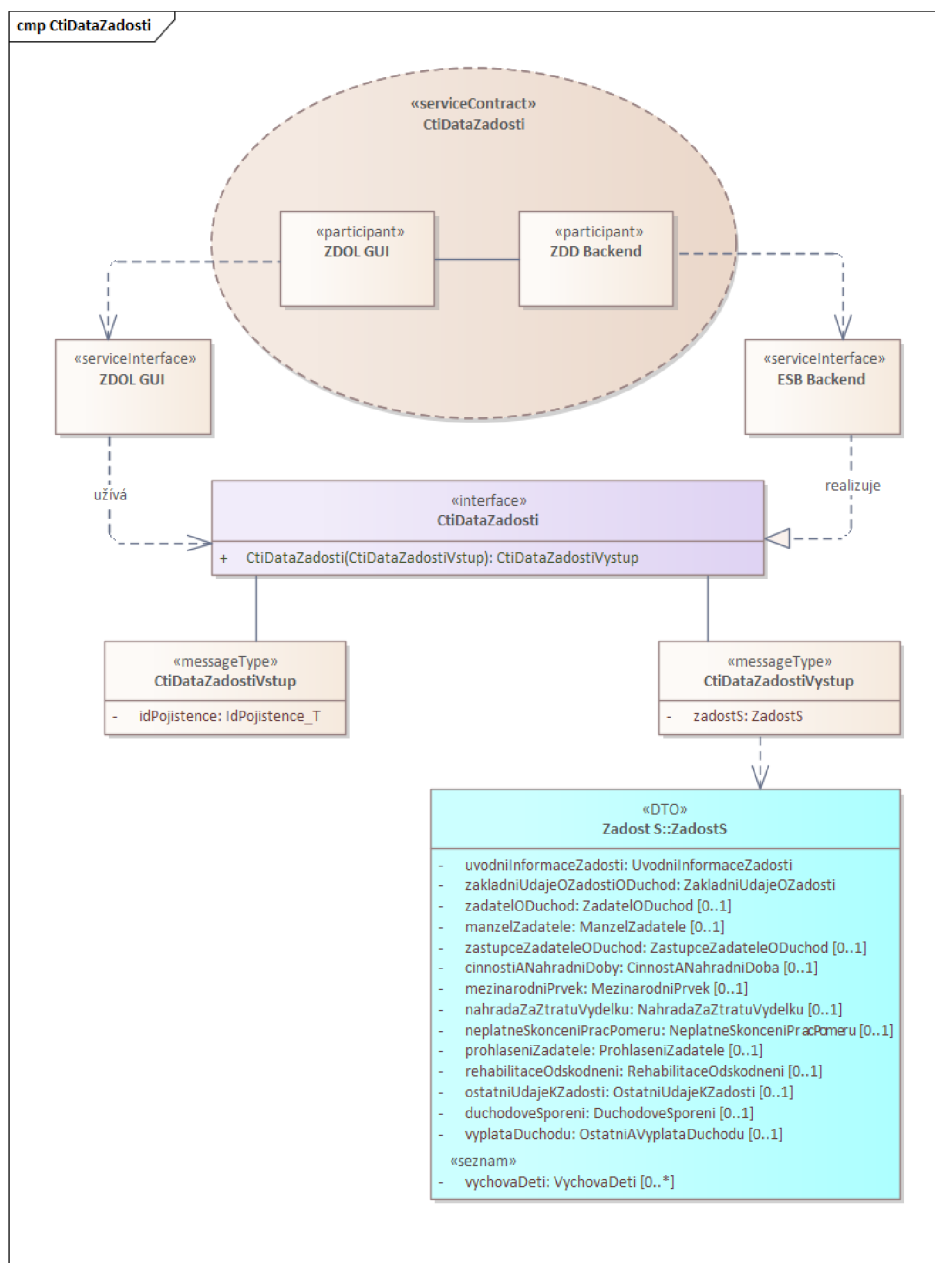 cmp CtiDataZadosti
«serviceContract»
CtiDataZadosti
«participant»
ZDOL GUI
«participant»
ZDD Backend
«serviceInterface»
ZDOL GUI
«serviceInterface»
ESB Backend
užívá
realizuje
«interface»
CtiDataZadosti
+ CtiDataZadosti(CtiDataZadostiVstup): CtiDataZadostiVystup
«messageType»
CtiDataZadostiVstup
- idPojistence: IdPojistence_T
«messageType»
CtiDataZadostiVystup
- zadostS: ZadostS
«DTO»
Zadost S::ZadostS
- uvodniInformaceZadosti: UvodniInformaceZadosti
- zakladniUdajeOZadostiODuchod: ZakladniUdajeOZadosti
- zadatelODuchod: ZadatelODuchod [0..1]
- manzelZadatele: ManzelZadatele [0..1]
- zastupceZadateleODuchod: ZastupceZadateleODuchod [0..1]
- cinnostiANahradniDoby: CinnostANahradniDoba [0..1]
- mezinarodniPrvek: MezinarodniPrvek [0..1]
- nahradaZaZtratuVydelku: NahradaZaZtratuVydelku [0..1]
- neplatneSkonceniPracPomeru: NeplatneSkonceniPracPomeru [0..1]
- prohlaseniZadatele: ProhlaseniZadatele [0..1]
- rehabilitaceOdskodneni: RehabilitaceOdskodneni [0..1]
- ostatniUdajeKZadosti: OstatniUdajeKZadosti [0..1]
- duchodoveSporeni: DuchodoveSporeni [0..1]
- vyplataDuchodu: OstatniAVyplataDuchodu [0..1]
«seznam»
- vychovaDeti: VychovaDeti [0..*]